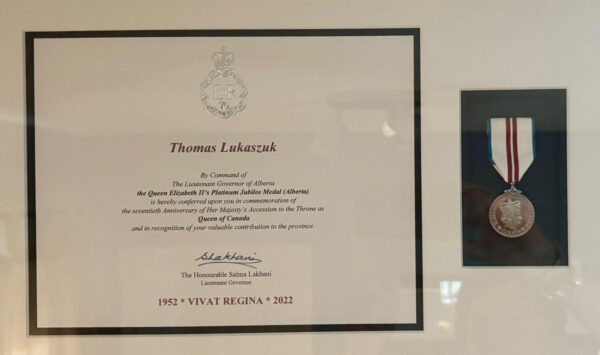 EIIR
Thomas Lukaszuk
By Command of
The Lieutenant Governor of Alberta
the Queen Elizabeth II's Platinum Jubilee Medal (Alberta)
is hereby conferred upon you in commemoration of
the seventieth Anniversary of Her Majesty's Accession to the Throne as
Queen of Canada
and in recognition of your valuable contribution to the province.
SLakhani
The Honourable Salma Lakhani
Lieutenant Governor
1952 * VIVAT REGINA * 2022